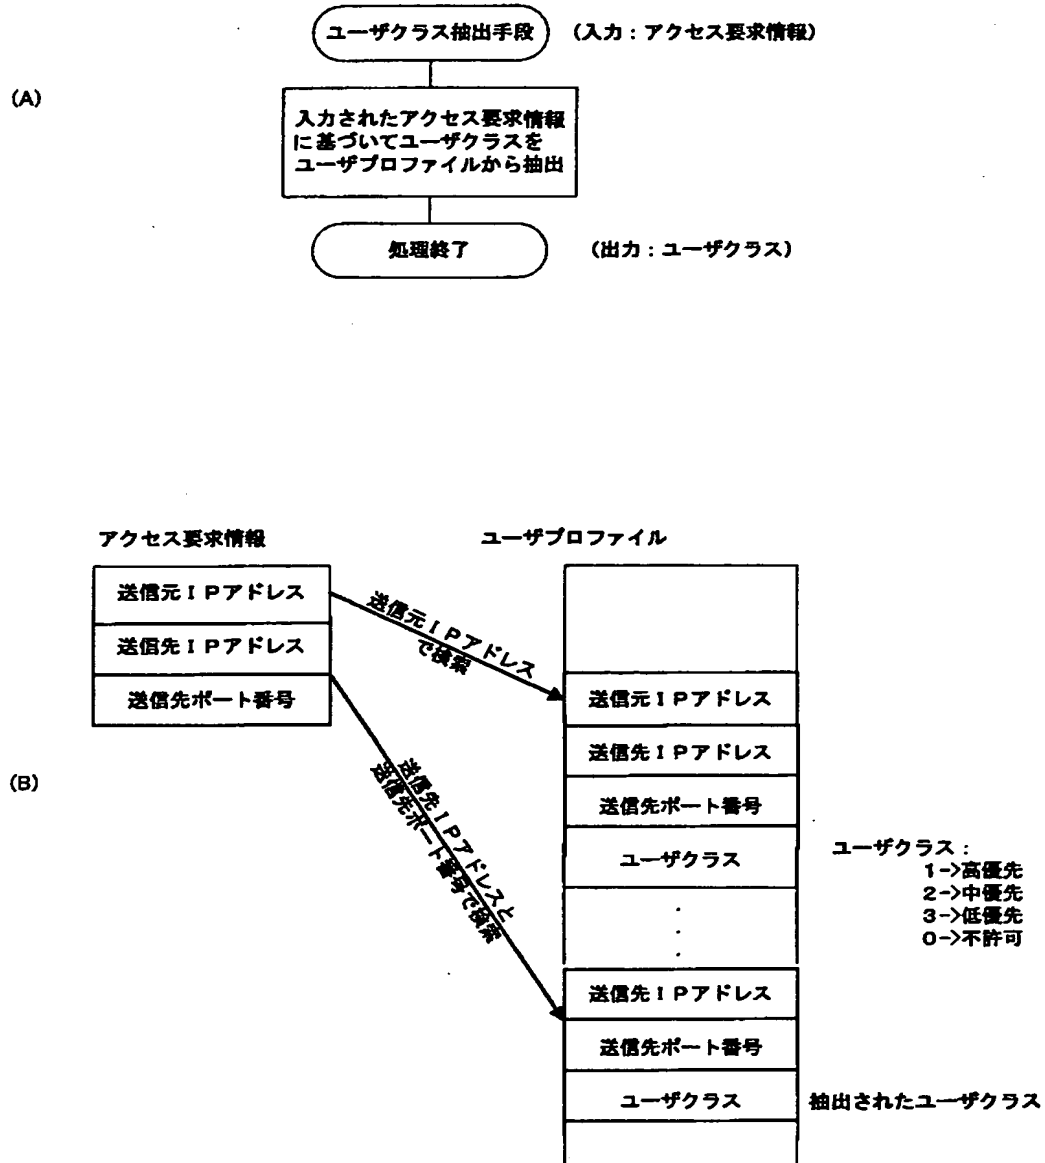 ユーザクラス抽出手段
(入力:アクセス要求情報)
(A)
入力されたアクセス要求情報
に基づいてユーザクラスを
ユーザプロファイルから抽出
処理終了
(出力:ユーザクラス)
アクセス要求情報
ユーザプロファイル
送信元IPアドレス
送信先IPアドレス
送信先ポート番号
送信元IPアドレス
で検索
送信元IPアドレス
送信先IPアドレス
送信先ポート番号
ユーザクラス
(B)
送信先IPアドレスと
送信先ポート番号で検索
ユーザクラス:
1->高優先
2->中優先
3->低優先
0->不許可
送信先IPアドレス
送信先ポート番号
ユーザクラス
抽出されたユーザクラス